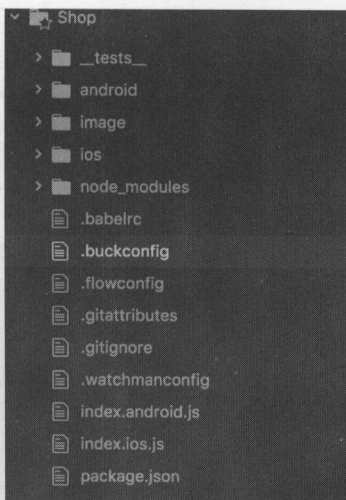 Shop
__tests__
android
image
ios
node_modules
.babelrc
.buckconfig
.flowconfig
.gitattributes
.gitignore
.watchmanconfig
index.android.js
index.ios.js
package.json